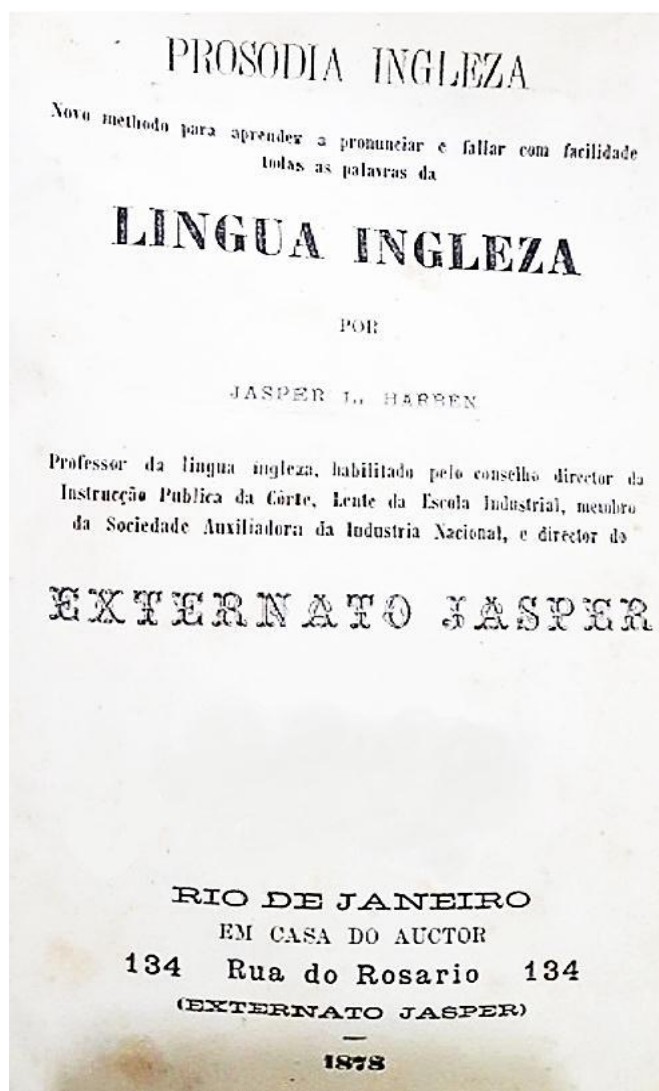 PROSODIA INGLEZA
Novo methodo para aprender a pronunciar e fallar com facilidade
todas as palavras da
LINGUA INGLEZA
POR
JASPER L. HARBEN
Professor da lingua ingleza, habilitado pelo conselho director da
Instrucção Publica da Côrte, Lente da Escola Industrial, membro
da Sociedade Auxiliadora da Industria Nacional, e director do
EXTERNATO JASPER
RIO DE JANEIRO
EM CASA DO AUCTOR
134 Rua do Rosario 134
(EXTERNATO JASPER)
1878